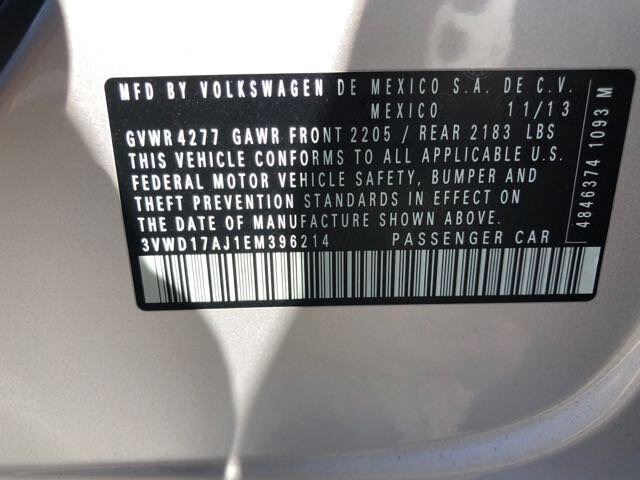 MFD BY VOLKSWAGEN DE MEXICO S.A. DE C.V.
MEXICO 11/13
GVWR 4277 GAWR FRONT 2205 / REAR 2183 LBS
THIS VEHICLE CONFORMS TO ALL APPLICABLE U.S.
FEDERAL MOTOR VEHICLE SAFETY, BUMPER AND
THEFT PREVENTION STANDARDS IN EFFECT ON
THE DATE OF MANUFACTURE SHOWN ABOVE.
3VWD17AJ1EM396214 PASSENGER CAR
4846374 1093 M